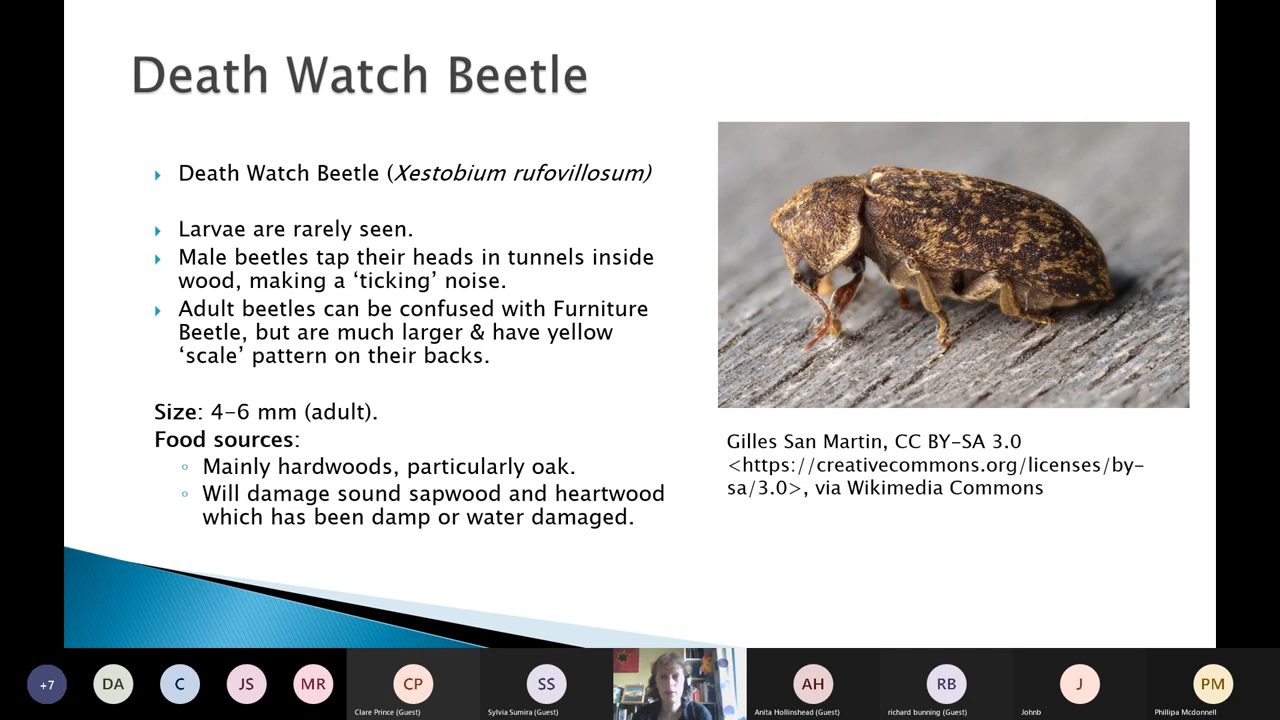 Death Watch Beetle
Death Watch Beetle (Xestobium rufovillosum)
Larvae are rarely seen.
Male beetles tap their heads in tunnels inside
wood, making a ‘ticking’ noise.
Adult beetles can be confused with Furniture
Beetle, but are much larger & have yellow
‘scale’ pattern on their backs.
Size: 4-6 mm (adult).
Food sources:
Mainly hardwoods, particularly oak.
Will damage sound sapwood and heartwood
which has been damp or water damaged.
Gilles San Martin, CC BY-SA 3.0
<https://creativecommons.org/licenses/by-
sa/3.0>, via Wikimedia Commons
+7
DA
C
JS
MR
CP
SS
AH
RB
J
PM
Clare Prince (Guest)
Sylvia Sumira (Guest)
Anita Hollinshead (Guest)
richard bunning (Guest)
Johnb
Phillipa Mcdonnell